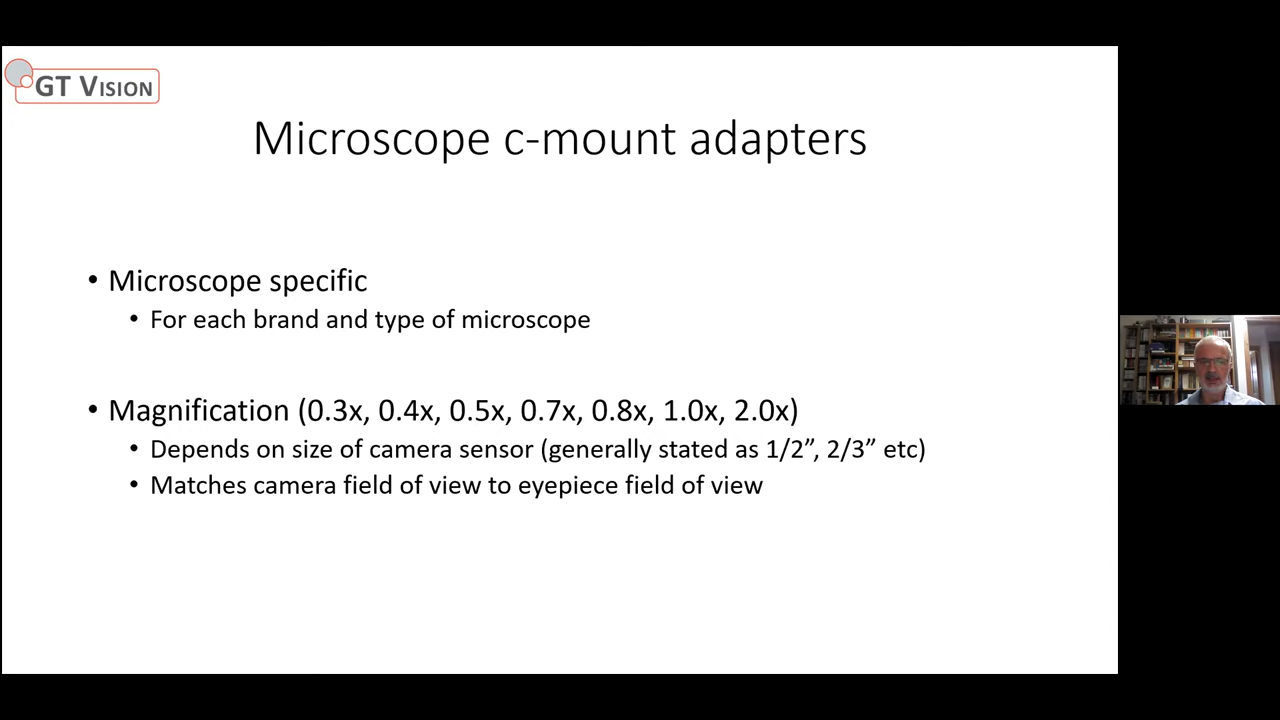 GT VISION
Microscope c-mount adapters
• Microscope specific
• For each brand and type of microscope
• Magnification (0.3x, 0.4x, 0.5x, 0.7x, 0.8x, 1.0x, 2.0x)
• Depends on size of camera sensor (generally stated as 1/2”, 2/3” etc)
• Matches camera field of view to eyepiece field of view